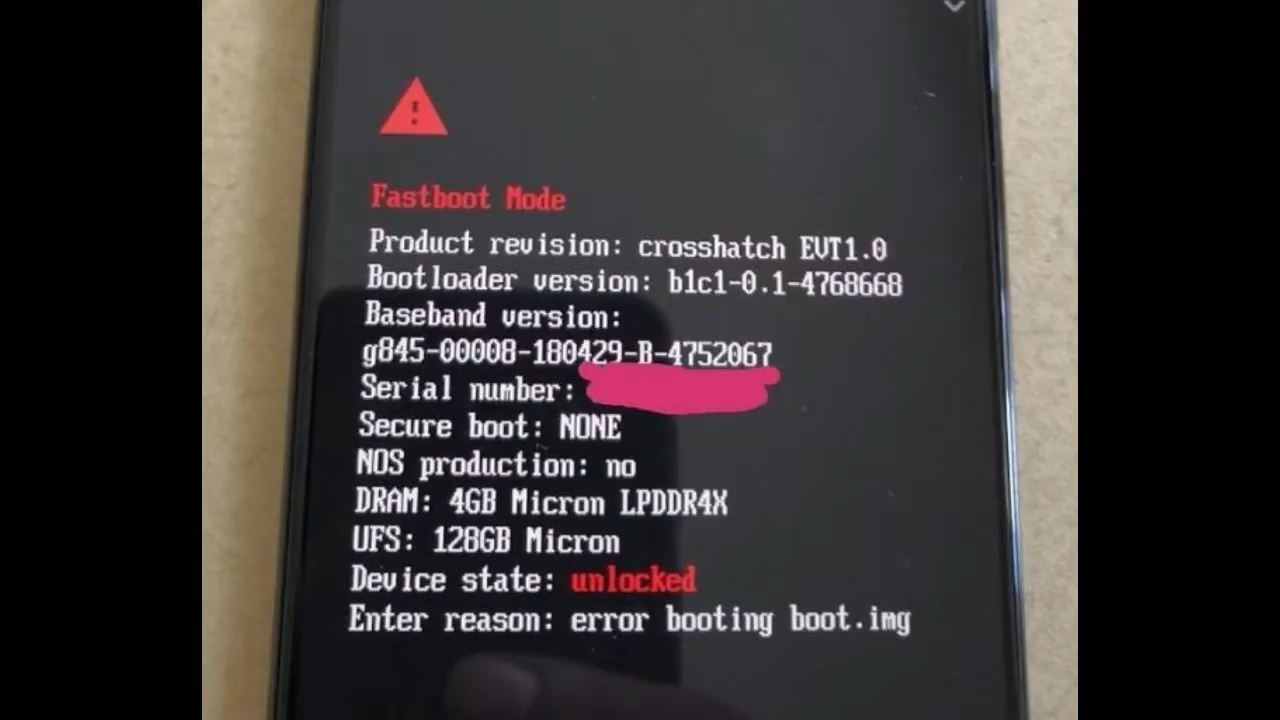 Fastboot Mode
Product revision: crosshatch EVT1.0
Bootloader version: b1c1-0.1-4768668
Baseband version:
g845-00008-180429-B-4752067
Serial number:
Secure boot: NONE
NOS production: no
DRAM: 4GB Micron LPDDR4X
UFS: 128GB Micron
Device state: unlocked
Enter reason: error booting boot.img